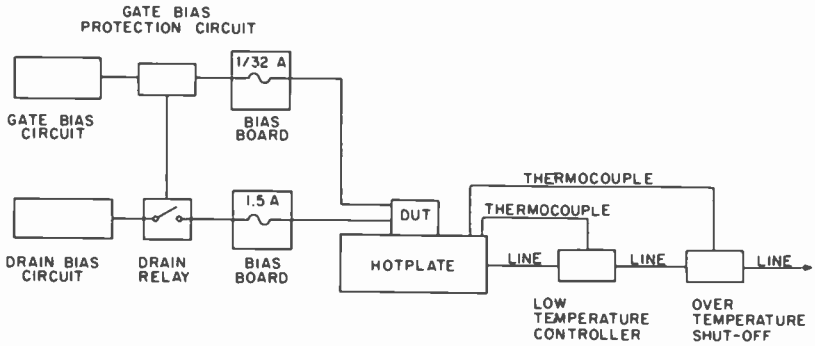 GATE BIAS
PROTECTION CIRCUIT
1/32 A
GATE BIAS
CIRCUIT
BIAS
BOARD
THERMOCOUPLE
1.5 A
DUT
THERMOCOUPLE
DRAIN BIAS
CIRCUIT
DRAIN
RELAY
BIAS
BOARD
HOTPLATE
LINE
LINE
LINE
LOW
TEMPERATURE
CONTROLLER
OVER
TEMPERATURE
SHUT-OFF